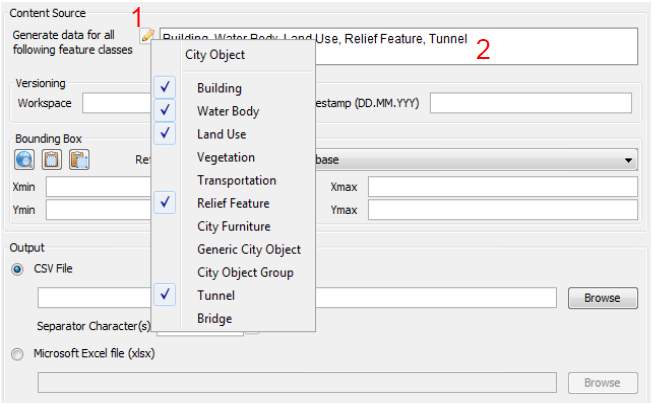 Content Source
1
Generate data for all
following feature classes
Building, Water Body, Land Use, Relief Feature, Tunnel
2
City Object
Building
Water Body
Land Use
Vegetation
Transportation
Relief Feature
City Furniture
Generic City Object
City Object Group
Tunnel
Bridge
Versioning
Workspace
estamp (DD.MM.YYY)
Bounding Box
Re
base
Xmin
Xmax
Ymin
Ymax
Output
CSV File
Browse
Separator Character(s)
Microsoft Excel file (xlsx)
Browse